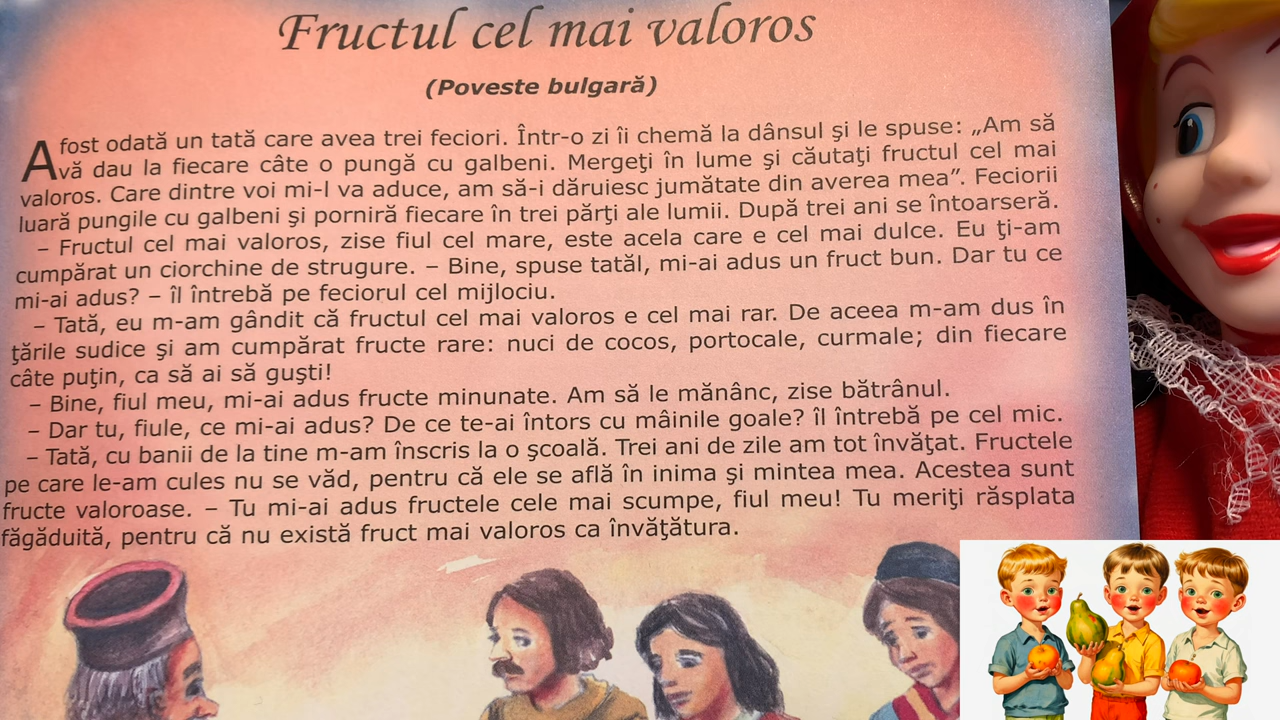 Fructul cel mai valoros
(Poveste bulgară)
A fost odată un tată care avea trei feciori. Într-o zi îi chemă la dânsul şi le spuse: „Am să
vă dau la fiecare câte o pungă cu galbeni. Mergeţi în lume şi căutaţi fructul cel mai
valoros. Care dintre voi mi-l va aduce, am să-i dăruiesc jumătate din averea mea”. Feciorii
luară pungile cu galbeni şi porniră fiecare în trei părţi ale lumii. După trei ani se întoarseră.
– Fructul cel mai valoros, zise fiul cel mare, este acela care e cel mai dulce. Eu ţi-am
cumpărat un ciorchine de strugure. – Bine, spuse tatăl, mi-ai adus un fruct bun. Dar tu ce
mi-ai adus? – îl întrebă pe feciorul cel mijlociu.
– Tată, eu m-am gândit că fructul cel mai valoros e cel mai rar. De aceea m-am dus în
ţările sudice şi am cumpărat fructe rare: nuci de cocos, portocale, curmale; din fiecare
câte puţin, ca să ai să guşti!
– Bine, fiul meu, mi-ai adus fructe minunate. Am să le mănânc, zise bătrânul.
– Dar tu, fiule, ce mi-ai adus? De ce te-ai întors cu mâinile goale? îl întrebă pe cel mic.
– Tată, cu banii de la tine m-am înscris la o şcoală. Trei ani de zile am tot învăţat. Fructele
pe care le-am cules nu se văd, pentru că ele se află în inima şi mintea mea. Acestea sunt
fructe valoroase. – Tu mi-ai adus fructele cele mai scumpe, fiul meu! Tu meriţi răsplata
făgăduită, pentru că nu există fruct mai valoros ca învăţătura.